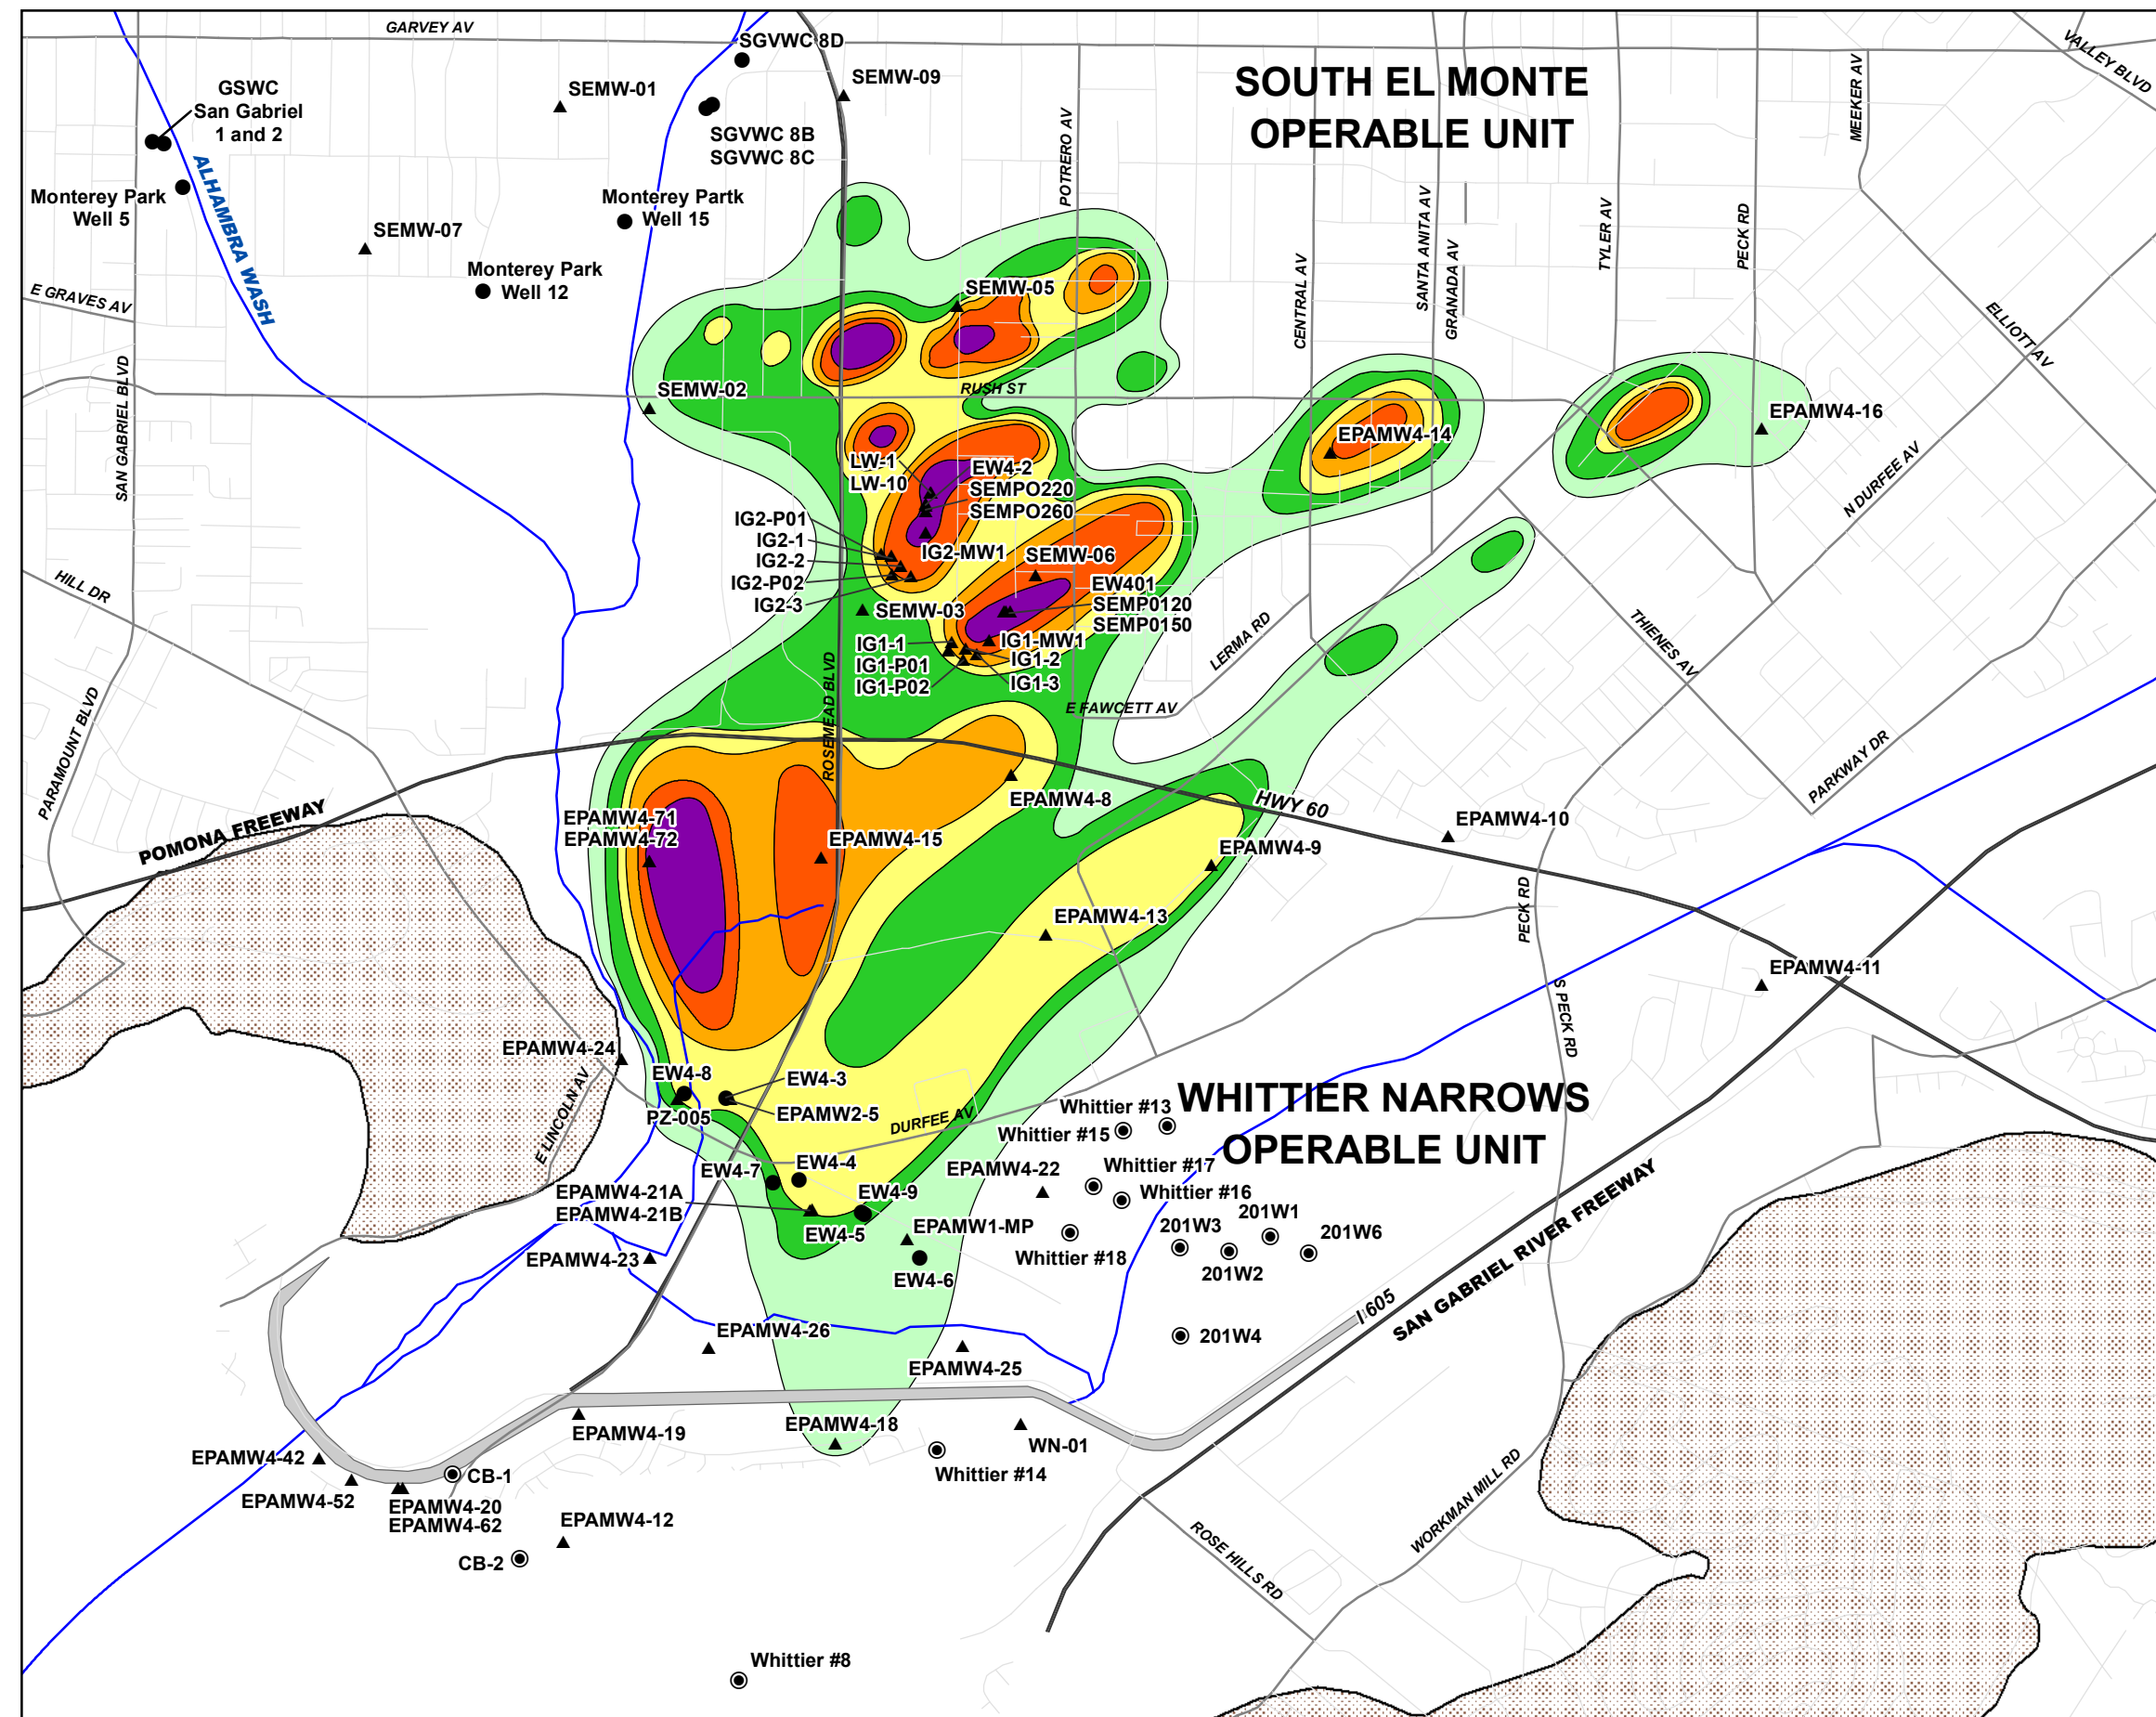 GARVEY AV
SGVWC 8D
VALLEY BLVD
SOUTH EL MONTE
OPERABLE UNIT
MEEKER AV
GSWC
San Gabriel
1 and 2
SEMW-01
SEMW-09
SGVWC 8B
SGVWC 8C
POTRERO AV
ALHAMBRA WASH
Monterey Park
Well 5
Monterey Partk
Well 15
SEMW-07
Monterey Park
Well 12
SANTA ANITA AV
GRANADA AV
TYLER AV
PECK RD
CENTRAL AV
E GRAVES AV
SEMW-05
ELLIOTT AV
SAN GABRIEL BLVD
SEMW-02
RUSH ST
EPAMW4-16
EPAMW4-14
LW-1
LW-10
EW4-2
SEMPO220
SEMPO260
N DURFEE AV
IG2-P01
IG2-1
IG2-2
IG2-P02
IG2-3
IG2-MW1
SEMW-06
EW401
SEMP0120
SEMP0150
HILL DR
SEMW-03
IG1-1
IG1-P01
IG1-P02
IG1-MW1
IG1-2
IG1-3
LERMA RD
THIENES AV
ROSEMEAD BLVD
E FAWCETT AV
PARAMOUNT BLVD
PARKWAY DR
POMONA FREEWAY
EPAMW4-71
EPAMW4-72
EPAMW4-15
EPAMW4-8
HWY 60
EPAMW4-10
EPAMW4-9
EPAMW4-13
PECK RD
EPAMW4-11
S PECK RD
EPAMW4-24
E LINCOLN AV
EW4-8
PZ-005
EW4-3
EPAMW2-5
DURFEE AV
WHITTIER NARROWS
OPERABLE UNIT
Whittier #13
Whittier #15
EW4-7
EW4-4
EPAMW4-22
Whittier #17
Whittier #16
EPAMW4-21A
EPAMW4-21B
EW4-9
EW4-5
EPAMW1-MP
Whittier #18
201W3
201W1
201W6
201W2
EPAMW4-23
EW4-6
I 605
SAN GABRIEL RIVER FREEWAY
EPAMW4-26
EPAMW4-25
201W4
EPAMW4-19
EPAMW4-18
WN-01
Whittier #14
EPAMW4-42
CB-1
EPAMW4-52
EPAMW4-20
EPAMW4-62
EPAMW4-12
CB-2
ROSE HILLS RD
WORKMAN MILL RD
Whittier #8